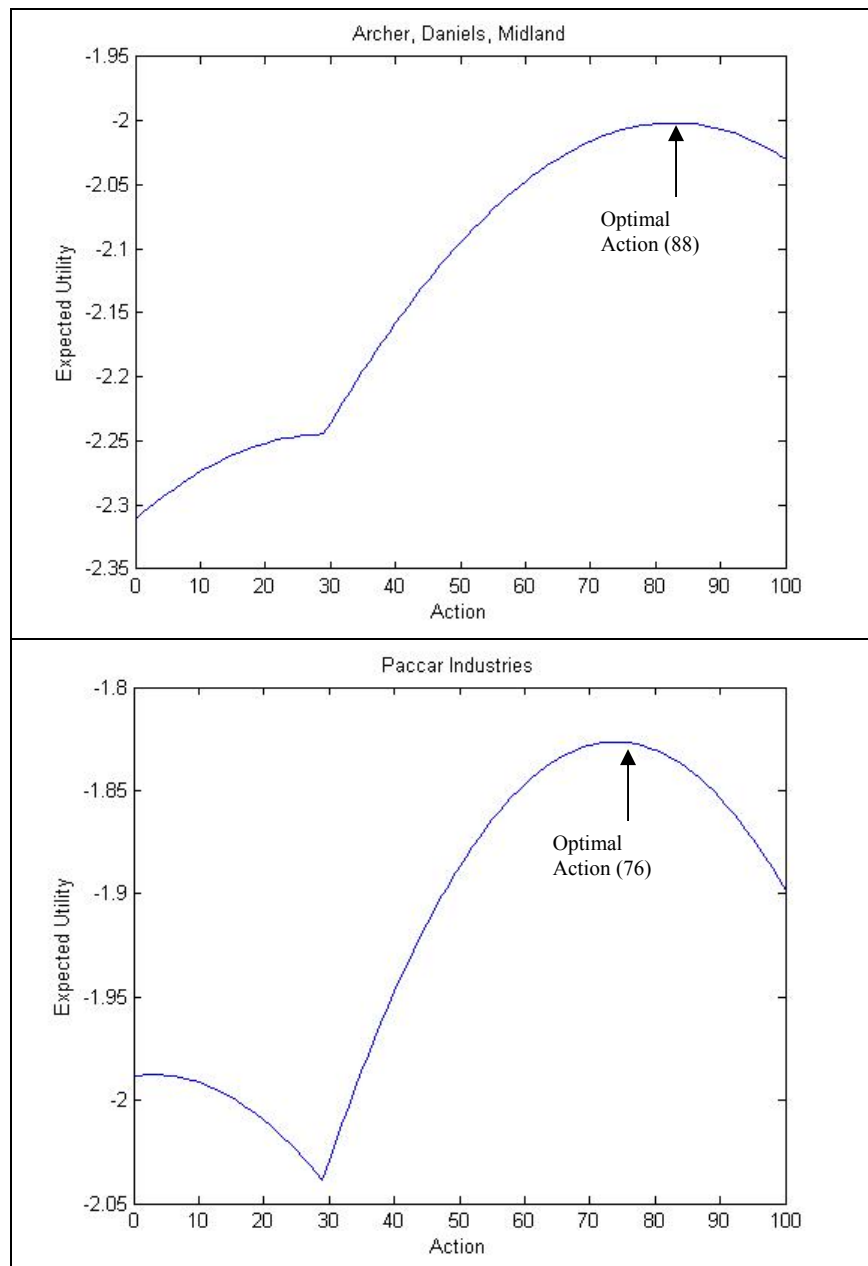 Archer, Daniels, Midland
-1.95
-2
-2.05
-2.1
-2.15
-2.2
-2.25
-2.3
-2.35
Expected Utility
Optimal
Action (88)
0 10 20 30 40 50 60 70 80 90 100
Action
Paccar Industries
-1.8
-1.85
-1.9
-1.95
-2
-2.05
Expected Utility
Optimal
Action (76)
0 10 20 30 40 50 60 70 80 90 100
Action